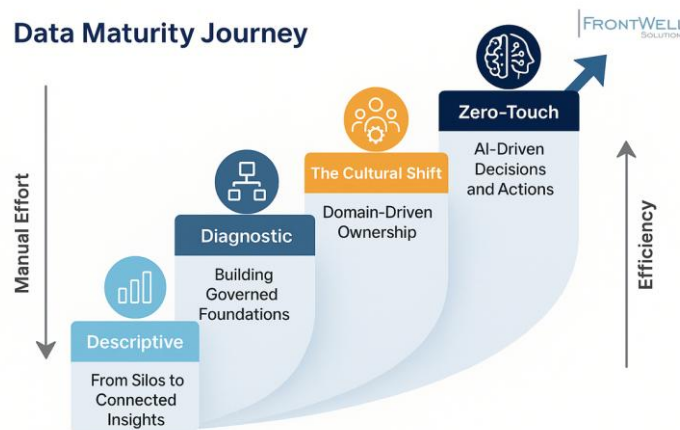 Data Maturity Journey
FRONTWELL
SOLUTIONS
Zero-Touch
AI-Driven
Decisions
and Actions
The Cultural Shift
Domain-Driven
Ownership
Diagnostic
Building
Governed
Foundations
Descriptive
From Silos to
Connected
Insights
Manual Effort
Efficiency